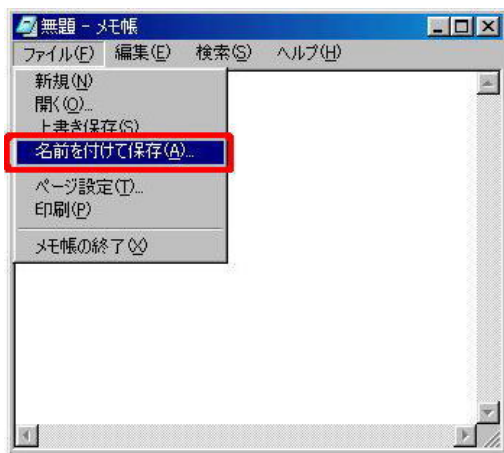 無題 - メモ帳
ファイル(F) 編集(E) 検索(S) ヘルプ(H)
新規(N)
開く(O)...
上書き保存(S)
名前を付けて保存(A)...
ページ設定(T)...
印刷(P)
メモ帳の終了(X)